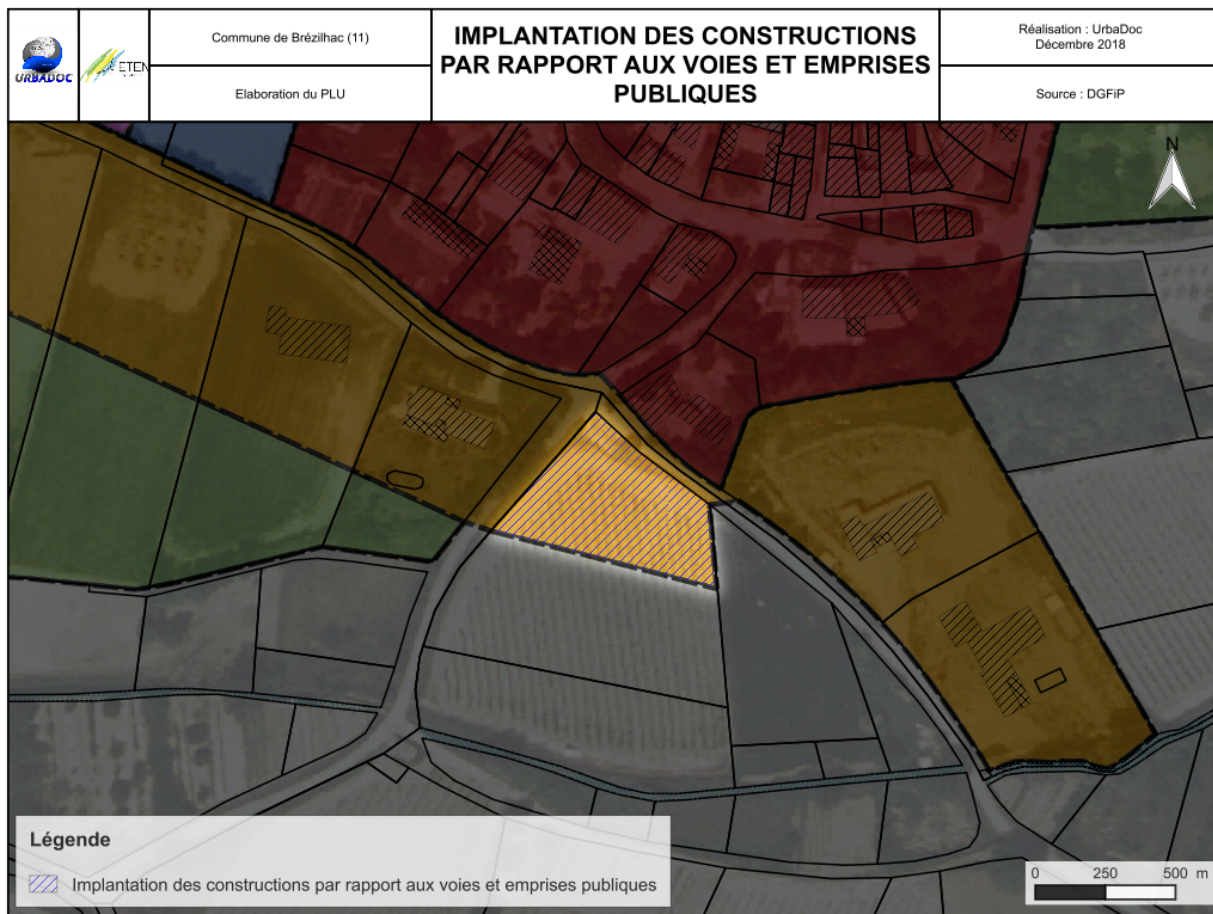 URBADOC
ETEN
Commune de Brézilhac (11)
Elaboration du PLU
IMPLANTATION DES CONSTRUCTIONS
PAR RAPPORT AUX VOIES ET EMPRISES
PUBLIQUES
Réalisation : UrbaDoc
Décembre 2018
Source : DGFiP
N
Légende
Implantation des constructions par rapport aux voies et emprises publiques
0 250 500 m